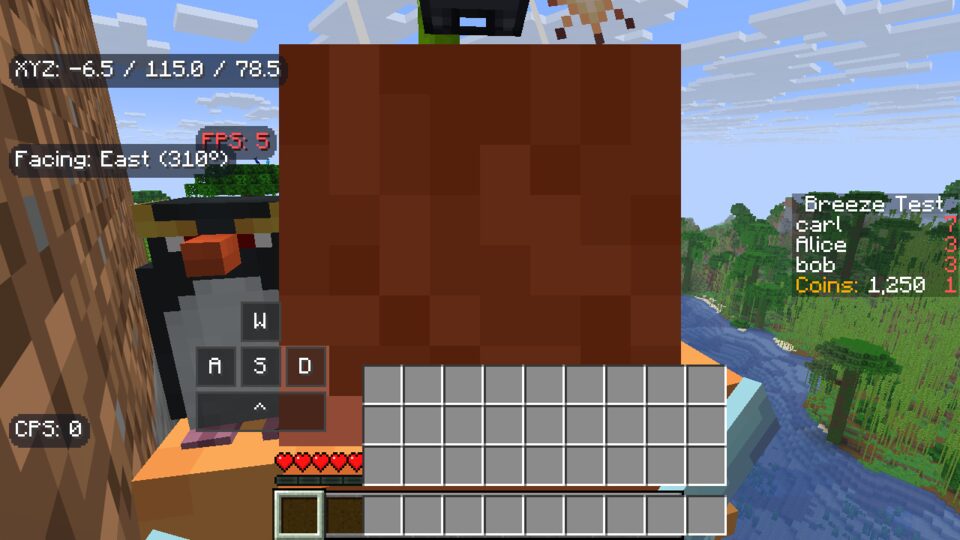 XYZ: -6.5 / 115.0 / 78.5
FPS: 5
Facing: East (310º)
Breeze Test
carl 7
Alice 3
bob 3
Coins: 1,250 1
W
A S D
^
CPS: 0